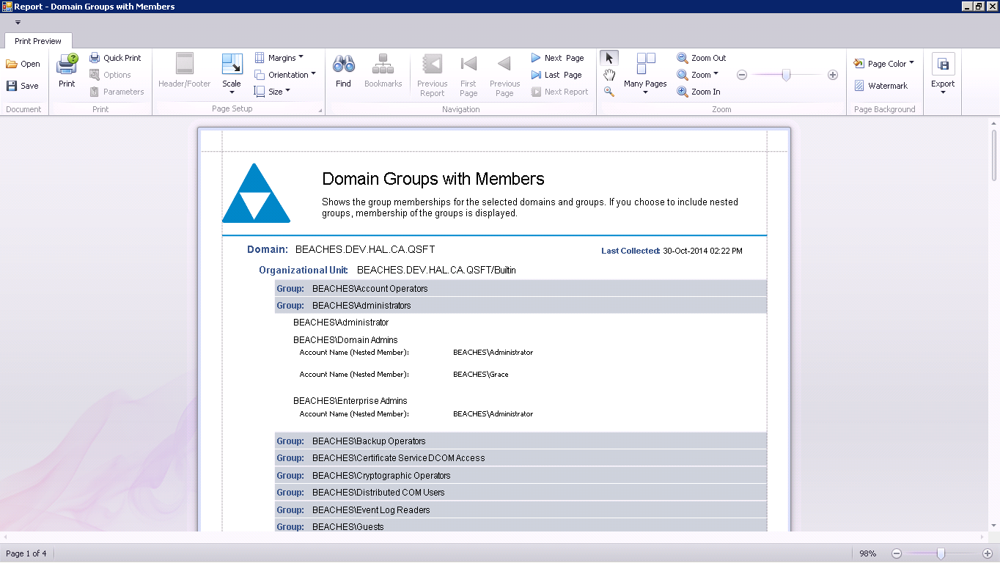 Report - Domain Groups with Members
Print Preview
Open
Save
Document
Print
Quick Print
Options
Parameters
Print
Header/Footer
Scale
Margins
Orientation
Size
Page Setup
Find
Bookmarks
Previous
Report
First
Page
Previous
Page
Next Page
Last Page
Next Report
Navigation
Many Pages
Zoom Out
Zoom
Zoom In
Zoom
Page Color
Watermark
Page Background
Export
Domain Groups with Members
Shows the group memberships for the selected domains and groups. If you choose to include nested
groups, membership of the groups is displayed.
Domain: BEACHES.DEV.HAL.CA.QSFT Last Collected: 30-Oct-2014 02:22 PM
Organizational Unit: BEACHES.DEV.HAL.CA.QSFT/Builtin
Group: BEACHES\Account Operators
Group: BEACHES\Administrators
BEACHES\Administrator
BEACHES\Domain Admins
Account Name (Nested Member): BEACHES\Administrator
Account Name (Nested Member): BEACHES\Grace
BEACHES\Enterprise Admins
Account Name (Nested Member): BEACHES\Administrator
Group: BEACHES\Backup Operators
Group: BEACHES\Certificate Service DCOM Access
Group: BEACHES\Cryptographic Operators
Group: BEACHES\Distributed COM Users
Group: BEACHES\Event Log Readers
Group: BEACHES\Guests
Page 1 of 4
98%